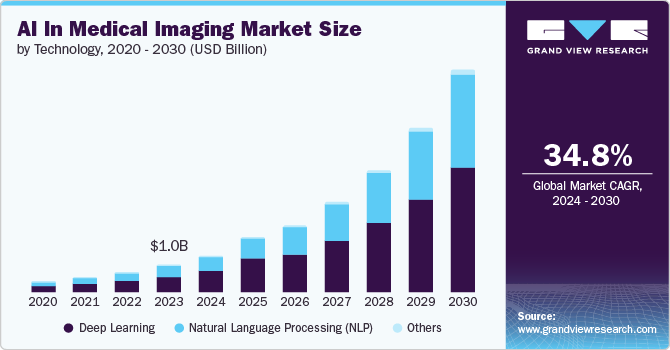 AI In Medical Imaging Market Size
by Technology, 2020 - 2030 (USD Billion)
$1.0B
2020 2021 2022 2023 2024 2025 2026 2027 2028 2029 2030
Deep Learning Natural Language Processing (NLP) Others
GRAND VIEW RESEARCH
34.8%
Global Market CAGR,
2024 - 2030
Source:
www.grandviewresearch.com